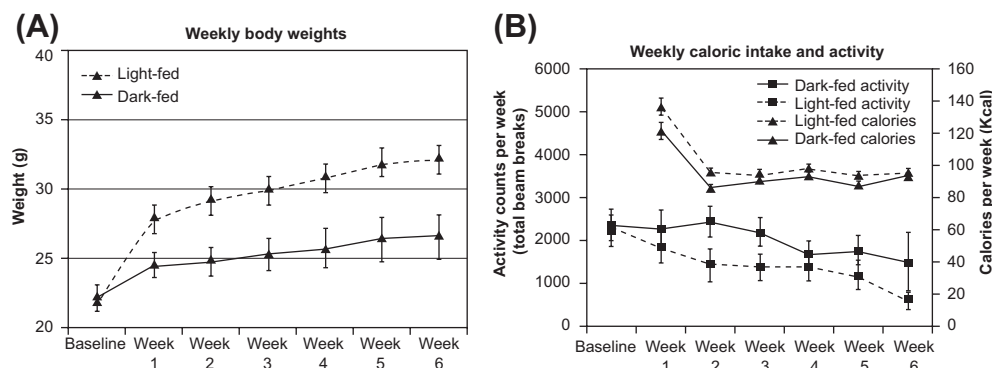 (A)
Weekly body weights
40
35
30
25
20
Weight (g)
Light-fed
Dark-fed
Baseline Week Week Week Week Week Week
1 2 3 4 5 6
(B)
Weekly caloric intake and activity
6000
5000
4000
3000
2000
1000
0
Activity counts per week
(total beam breaks)
Dark-fed activity
Light-fed activity
Light-fed calories
Dark-fed calories
160
140
120
100
80
60
40
20
0
Calories per week (Kcal)
Baseline Week Week Week Week Week Week
1 2 3 4 5 6